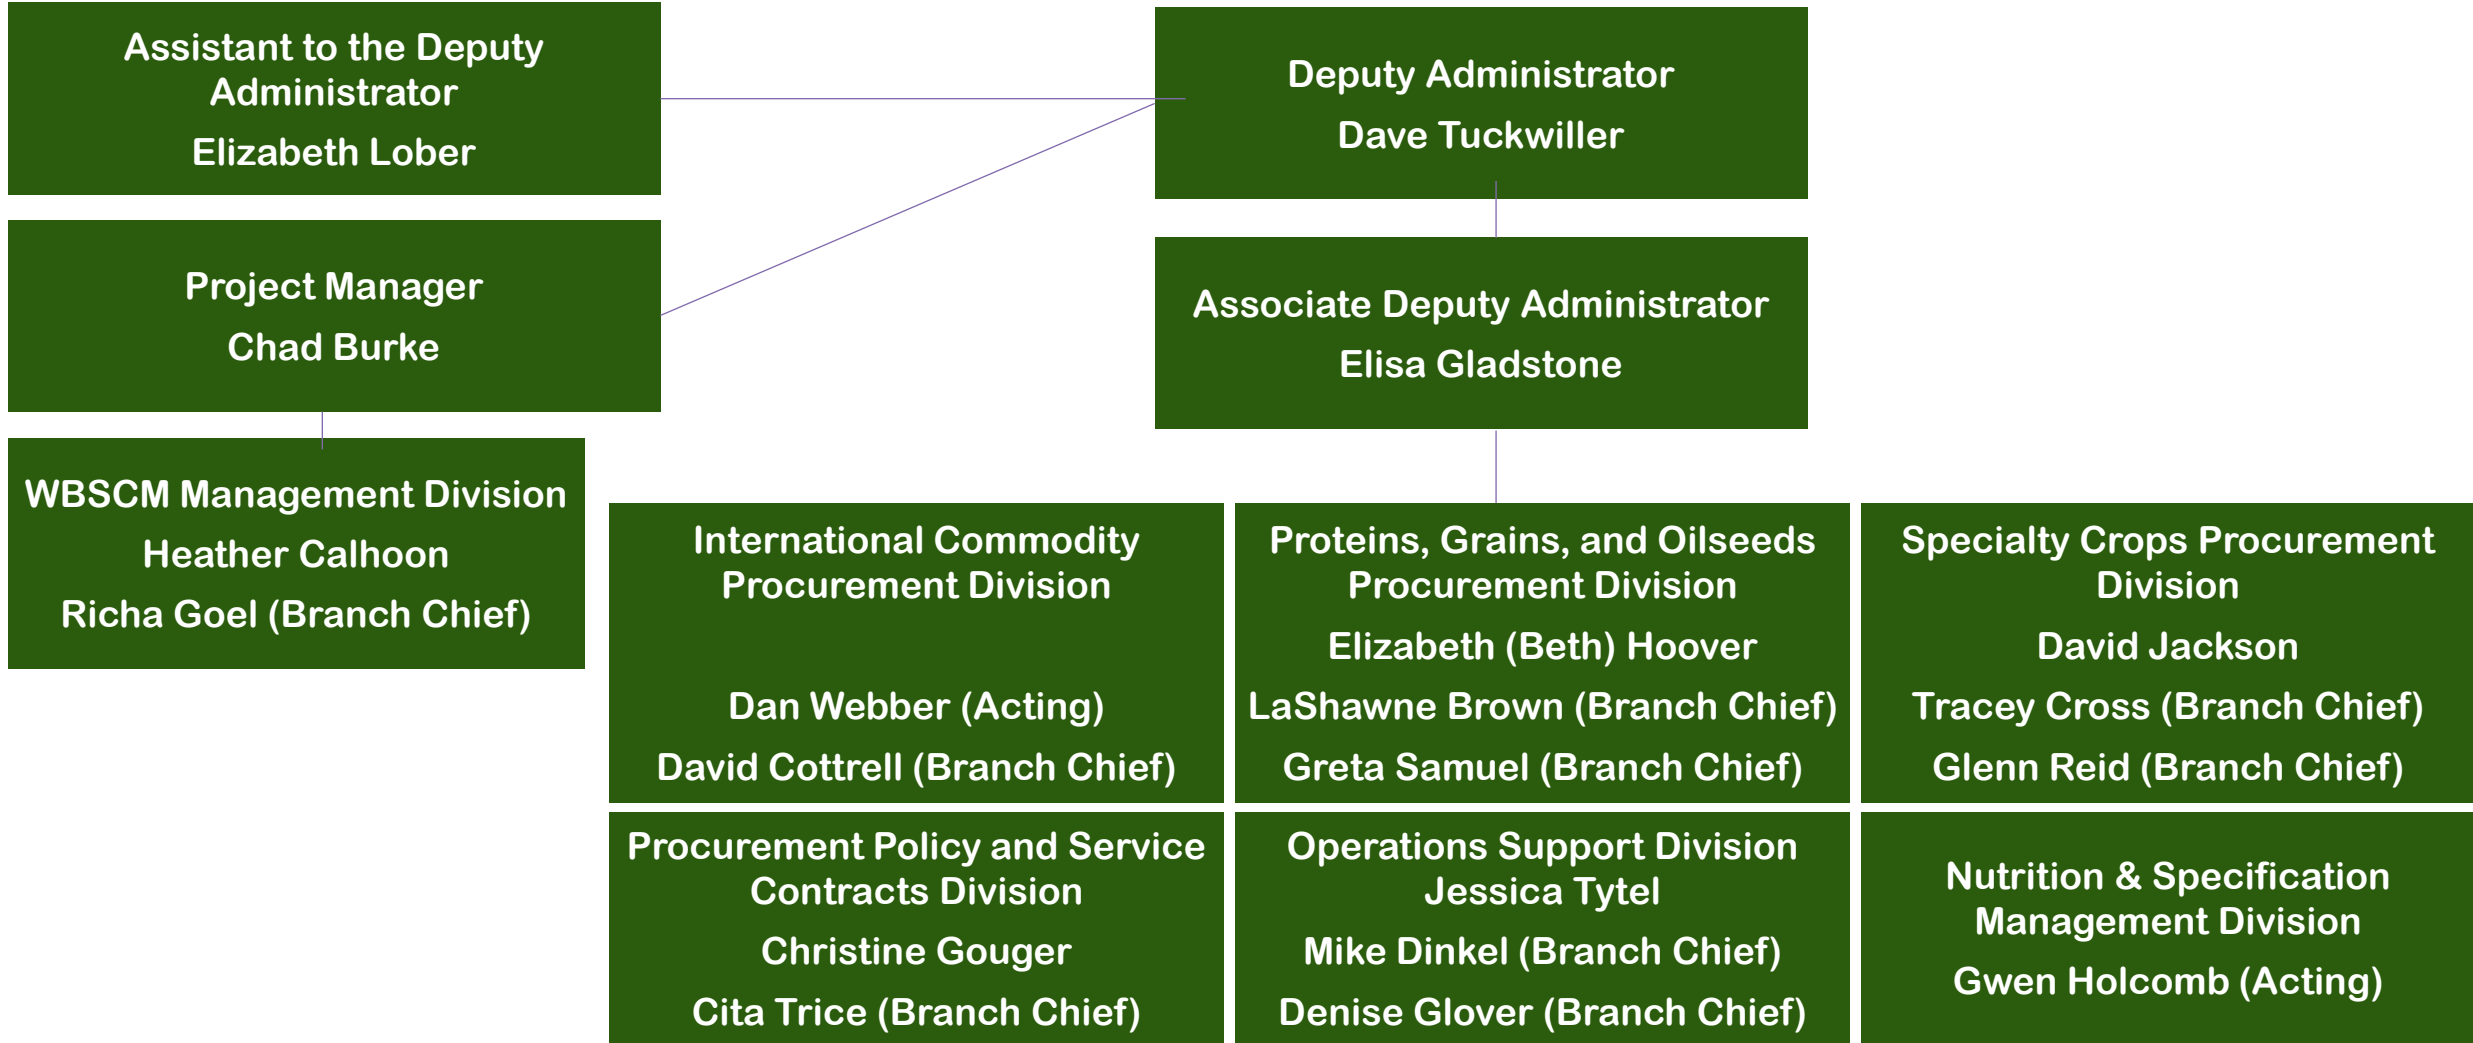 Assistant to the Deputy
Administrator
Elizabeth Lober
Deputy Administrator
Dave Tuckwiller
Project Manager
Chad Burke
Associate Deputy Administrator
Elisa Gladstone
WBSCM Management Division
Heather Calhoon
Richa Goel (Branch Chief)
International Commodity
Procurement Division
Dan Webber (Acting)
David Cottrell (Branch Chief)
Proteins, Grains, and Oilseeds
Procurement Division
Elizabeth (Beth) Hoover
LaShawne Brown (Branch Chief)
Greta Samuel (Branch Chief)
Specialty Crops Procurement
Division
David Jackson
Tracey Cross (Branch Chief)
Glenn Reid (Branch Chief)
Procurement Policy and Service
Contracts Division
Christine Gouger
Cita Trice (Branch Chief)
Operations Support Division
Jessica Tytel
Mike Dinkel (Branch Chief)
Denise Glover (Branch Chief)
Nutrition & Specification
Management Division
Gwen Holcomb (Acting)